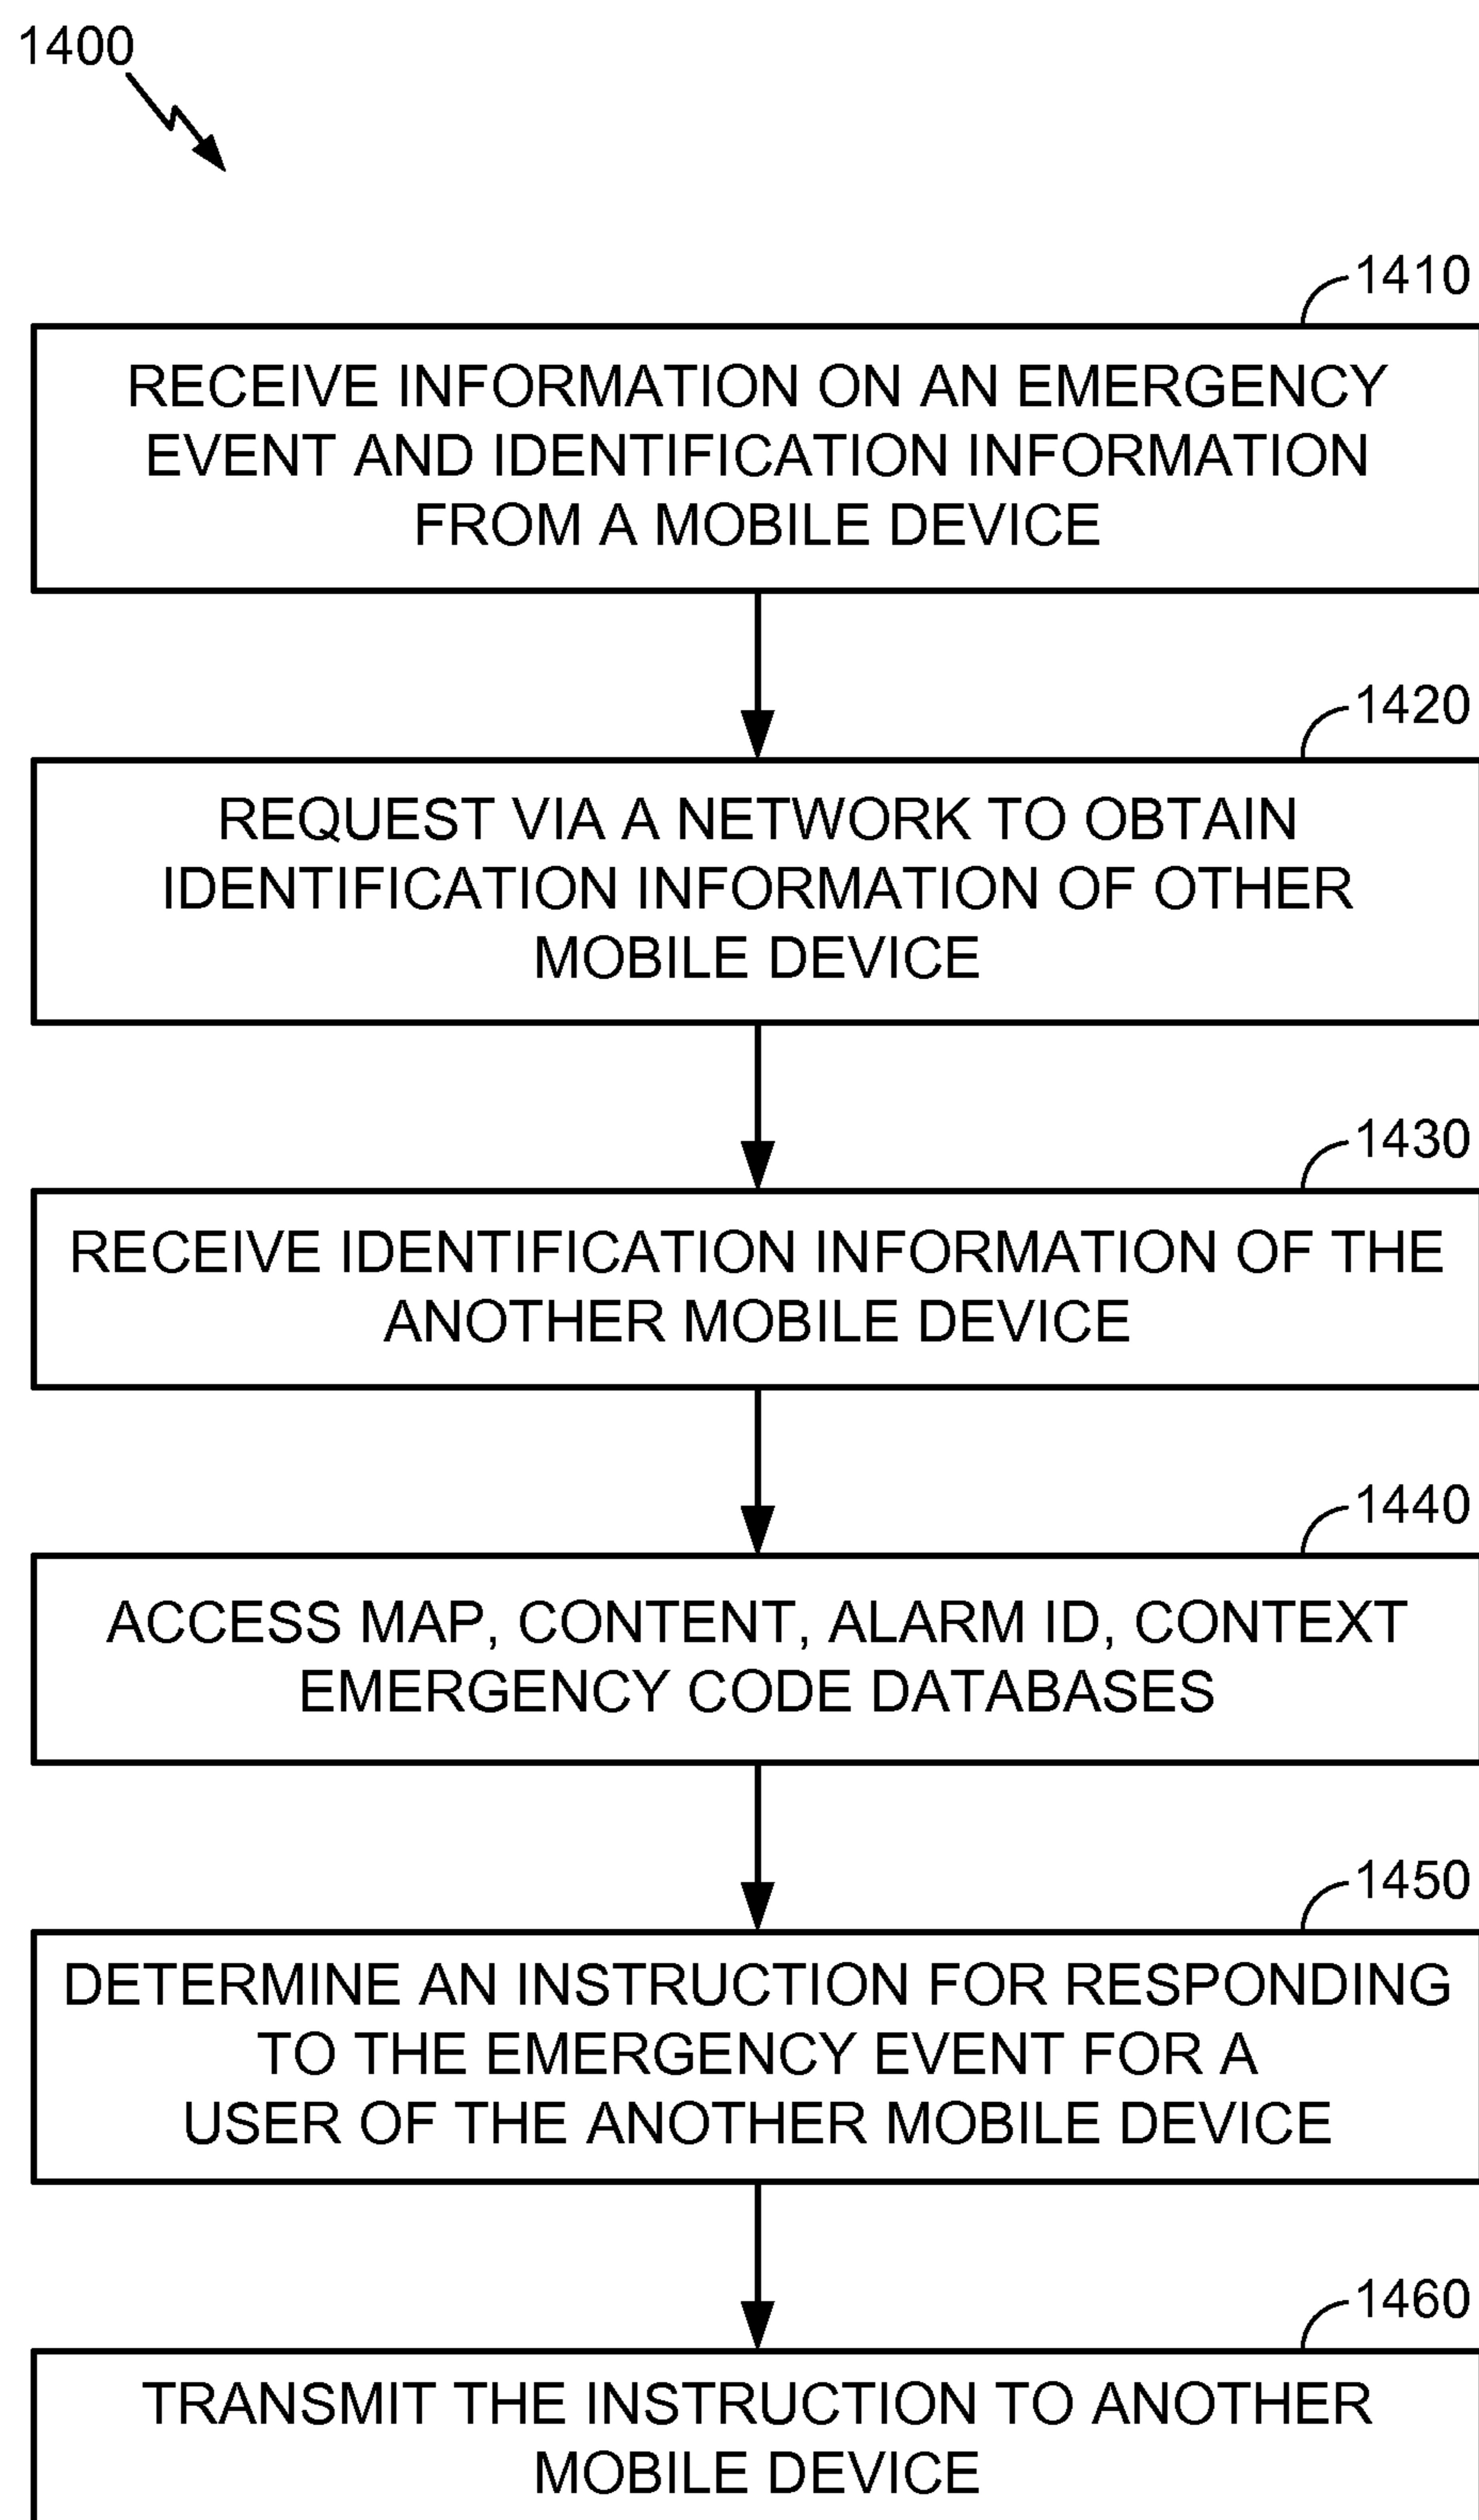 1400
1410
RECEIVE INFORMATION ON AN EMERGENCY
EVENT AND IDENTIFICATION INFORMATION
FROM A MOBILE DEVICE
1420
REQUEST VIA A NETWORK TO OBTAIN
IDENTIFICATION INFORMATION OF OTHER
MOBILE DEVICE
1430
RECEIVE IDENTIFICATION INFORMATION OF THE
ANOTHER MOBILE DEVICE
1440
ACCESS MAP, CONTENT, ALARM ID, CONTEXT
EMERGENCY CODE DATABASES
1450
DETERMINE AN INSTRUCTION FOR RESPONDING
TO THE EMERGENCY EVENT FOR A
USER OF THE ANOTHER MOBILE DEVICE
1460
TRANSMIT THE INSTRUCTION TO ANOTHER
MOBILE DEVICE